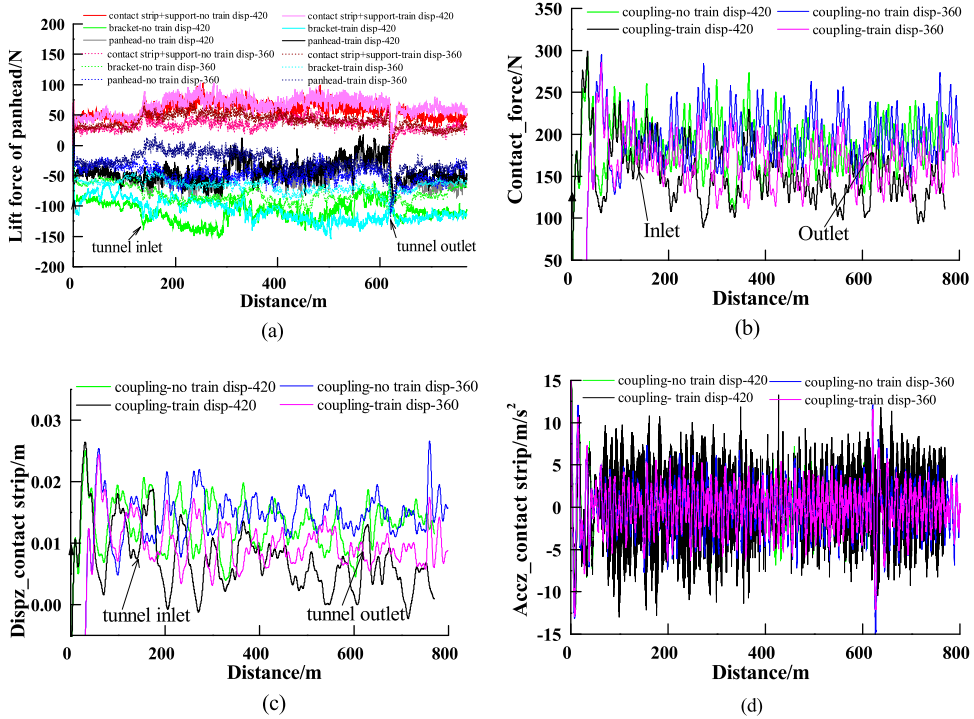 contact strip+support-no train disp-420
contact strip+support-train disp-420
bracket-no train disp-420
bracket-train disp-420
panhead-no train disp-420
panhead-train disp-420
contact strip+support-no train disp-360
contact strip+support-train disp-360
bracket-no train disp-360
bracket-train disp-360
panhead-no train disp-360
panhead-train disp-360
Lift force of panhead/N
200
150
100
50
0
-50
-100
-150
-200
tunnel inlet
tunnel outlet
0
200
400
600
Distance/m
(a)
coupling-no train disp-420
coupling-no train disp-360
coupling-train disp-420
coupling-train disp-360
Contact_force/N
350
300
250
200
150
100
50
Inlet
Outlet
0
200
400
600
800
Distance/m
(b)
coupling-no train disp-420
coupling-no train disp-360
coupling-train disp-420
coupling-train disp-360
Dispz_contact strip/m
0.03
0.02
0.01
0.00
tunnel inlet
tunnel outlet
0
200
400
600
800
Distance/m
(c)
coupling-no train disp-420
coupling-no train disp-360
coupling- train disp-420
coupling-train disp-360
Accz_contact strip/m/s²
15
10
5
0
-5
-10
-15
0
200
400
600
800
Distance/m
(d)